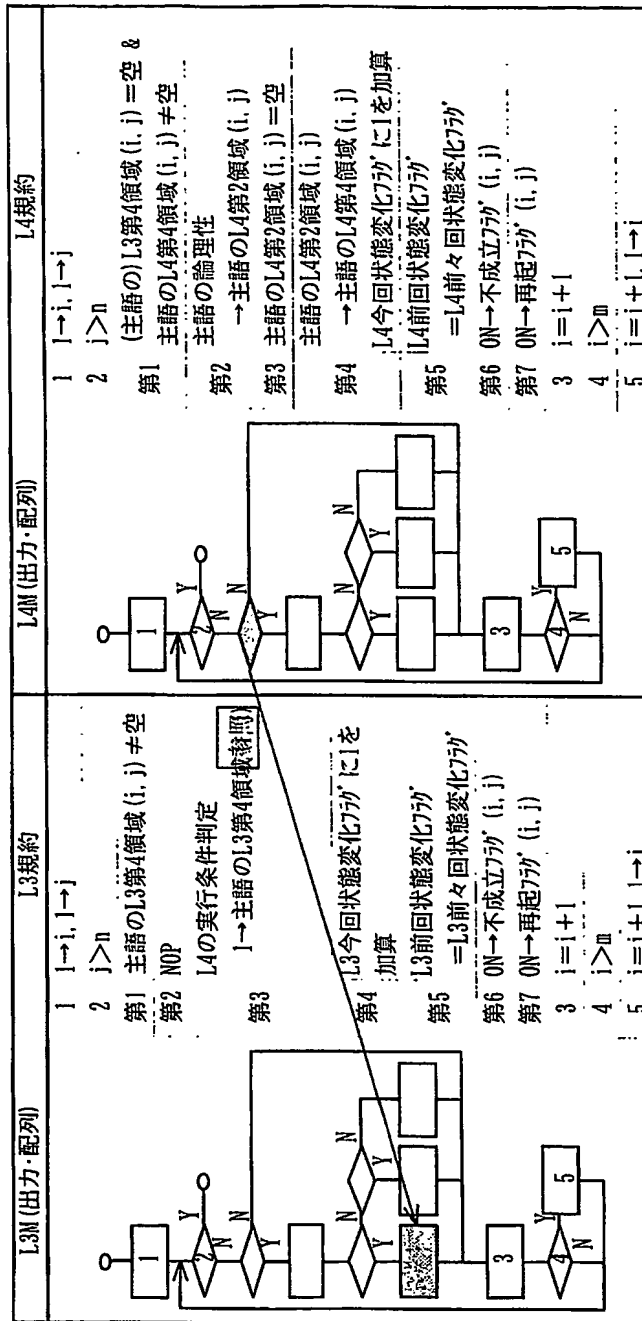 L3M (出力・配列)
L3規約
L4M (出力・配列)
L4規約
1
2
Y
N
N
Y
N
Y
N
Y
3
4
Y
N
5
1 1→i, 1→j
2 j>n
第1 主語のL3第4領域(i, j)≠空
第2 NOP
L4の実行条件判定
第3 1→主語のL3第4領域
第4 L3今回状態変化フラグに1を
加算
L3前回状態変化フラグ
第5 =L3前々回状態変化フラグ
第6 ON→不成立フラグ(i, j)
第7 ON→再起フラグ(i, j)
3 i=i+1
4 i>m
5 j=j+1, 1→i
1
2
Y
N
N
Y
N
Y
N
Y
3
4
Y
N
5
1 1→i, 1→j
2 j>n
(主語の)L3第4領域(i, j)=空 &
第1 主語のL4第4領域(i, j)≠空
主語の論理性
第2 →主語のL4第2領域(i, j)
第3 主語のL4第2領域(i, j)=空
主語のL4第2領域(i, j)
第4 →主語のL4第4領域(i, j)
L4今回状態変化フラグに1を加算
L4前回状態変化フラグ
第5 =L4前々回状態変化フラグ
第6 ON→不成立フラグ(i, j)
第7 ON→再起フラグ(i, j)
3 i=i+1
4 i>m
5 j=j+1, 1→i